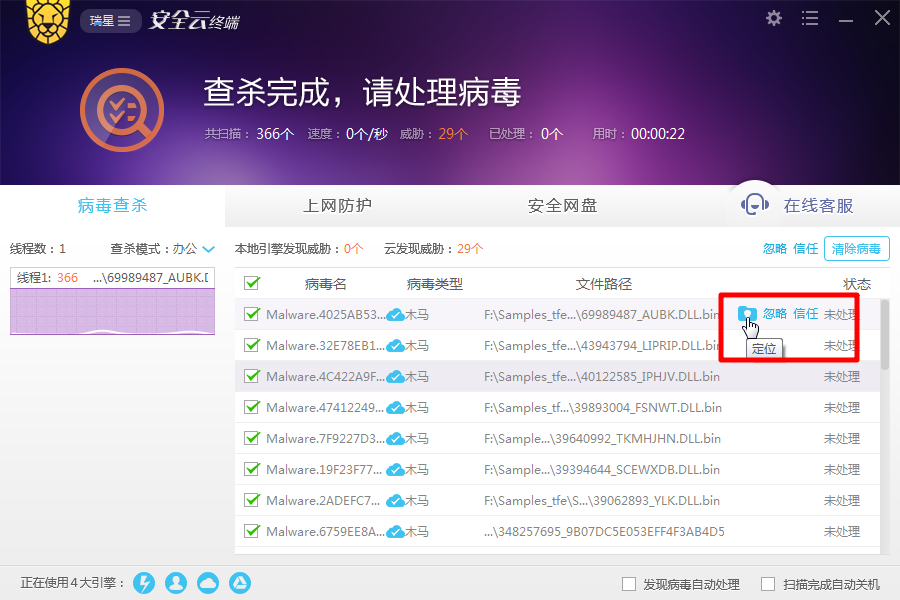 瑞星 安全云终端
查杀完成，请处理病毒
共扫描： 366个 速度： 0个/秒 威胁： 29个 已处理： 0个 用时： 00:00:22
病毒查杀 上网防护 安全网盘 在线客服
线程数：1 查杀模式：办公 本地引擎发现威胁：0个 云发现威胁：29个 忽略 信任 清除病毒
线程1: 366 ...\69989487_AUBK.D
病毒名 病毒类型 文件路径 状态
Malware.4025AB53... 木马 F:\Samples_tfe...\69989487_AUBK.DLL.bin 忽略 信任 未处理
Malware.32E78EB1... 木马 F:\Samples_tfe...\43943794_LIPRIP.DLL.bin 未处理
定位
Malware.4C422A9F... 木马 F:\Samples_tfe...\40122585_IPHJV.DLL.bin 未处理
Malware.47412249... 木马 F:\Samples_tf...\39893004_FSNWT.DLL.bin 未处理
Malware.7F9227D3... 木马 F:\Sample...\39640992_TKMHJHN.DLL.bin 未处理
Malware.19F23F77... 木马 F:\Sample...\39394644_SCEWXDB.DLL.bin 未处理
Malware.2ADEFC7... 木马 F:\Samples_tfe\S...\39062893_YLK.DLL.bin 未处理
Malware.6759EE8A... 木马 ...\348257695_9B07DC5E053EFF4F3AB4D5 未处理
正在使用4大引擎： 发现病毒自动处理 扫描完成自动关机